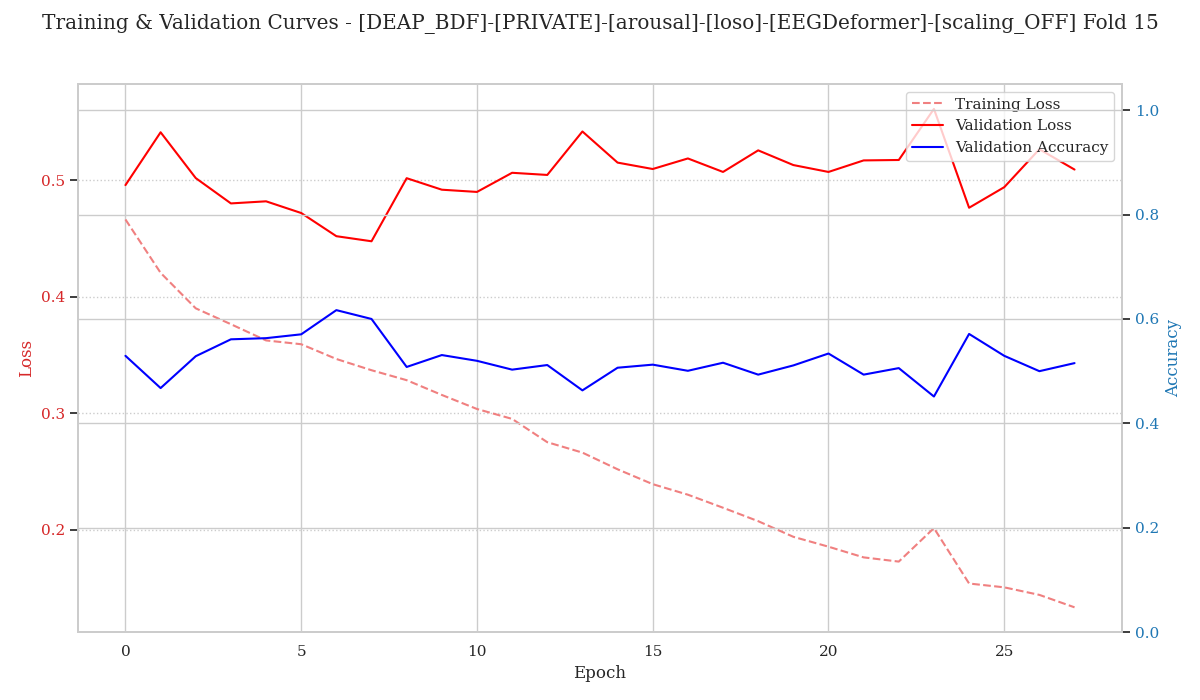 Training & Validation Curves - [DEAP_BDF]-[PRIVATE]-[arousal]-[loso]-[EEGDeformer]-[scaling_OFF] Fold 15
Training Loss
Validation Loss
Validation Accuracy
Loss
0.5
0.4
0.3
0.2
1.0
0.8
0.6
0.4
0.2
0.0
Accuracy
0 5 10 15 20 25
Epoch